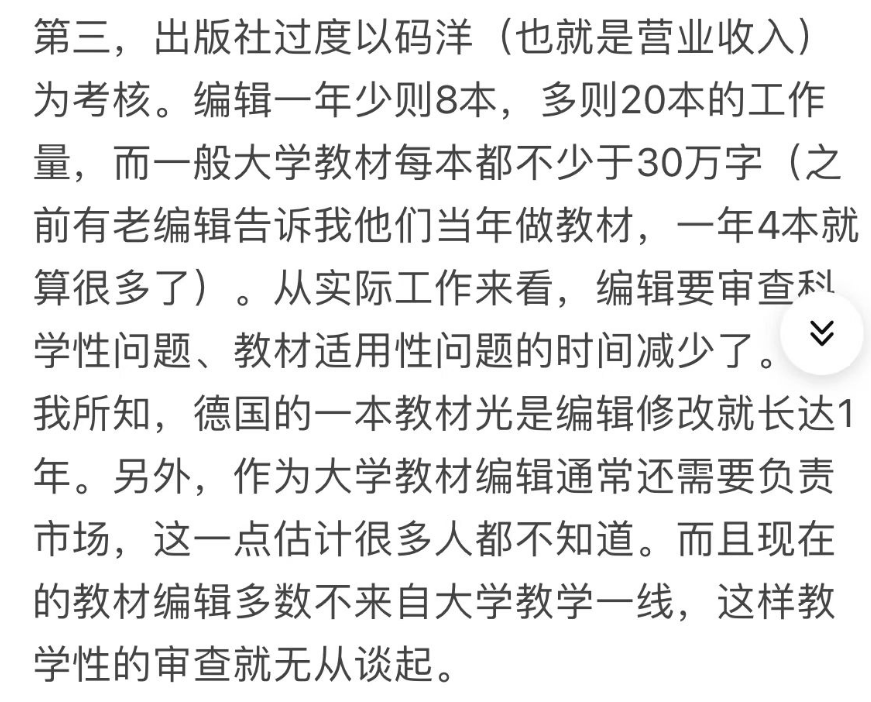 第三，出版社过度以码洋（也就是营业收入）
为考核。编辑一年少则8本，多则20本的工作
量，而一般大学教材每本都不少于30万字（之
前有老编辑告诉我他们当年做教材，一年4本就
算很多了）。从实际工作来看，编辑要审查科
学性问题、教材适用性问题的时间减少了。
我所知，德国的一本教材光是编辑修改就长达1
年。另外，作为大学教材编辑通常还需要负责
市场，这一点估计很多人都不知道。而且现在
的教材编辑多数不来自大学教学一线，这样教
学性的审查就无从谈起。